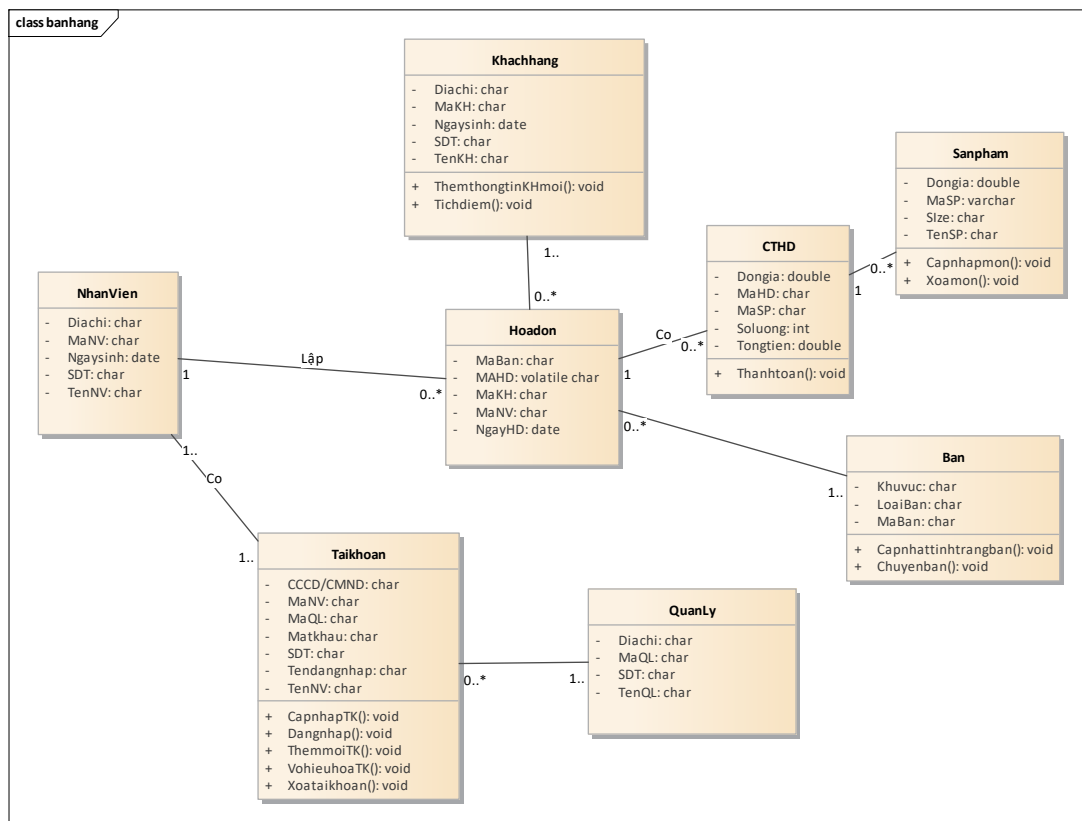 class banhang
Khachhang
- Diachi: char
- MaKH: char
- Ngaysinh: date
- SDT: char
- TenKH: char
+ ThemthongtinKHmoi(): void
+ Tichdiem(): void
1..
0..*
Sanpham
- Dongia: double
- MaSP: varchar
- SIze: char
- TenSP: char
+ Capnhapmon(): void
+ Xoamon(): void
0..*
1
CTHD
- Dongia: double
- MaHD: char
- MaSP: char
- Soluong: int
- Tongtien: double
+ Thanhtoan(): void
Co
0..*
1
NhanVien
- Diachi: char
- MaNV: char
- Ngaysinh: date
- SDT: char
- TenNV: char
1
Lập
0..*
Hoadon
- MaBan: char
- MAHD: volatile char
- MaKH: char
- MaNV: char
- NgayHD: date
0..*
1..
Ban
- Khuvuc: char
- LoaiBan: char
- MaBan: char
+ Capnhattinhtrangban(): void
+ Chuyenban(): void
1..
Co
1..
Taikhoan
- CCCD/CMND: char
- MaNV: char
- MaQL: char
- Matkhau: char
- SDT: char
- Tendangnhap: char
- TenNV: char
+ CapnhapTK(): void
+ Dangnhap(): void
+ ThemmoiTK(): void
+ VohieuhoaTK(): void
+ Xoataikhoan(): void
0..*
1..
QuanLy
- Diachi: char
- MaQL: char
- SDT: char
- TenQL: char